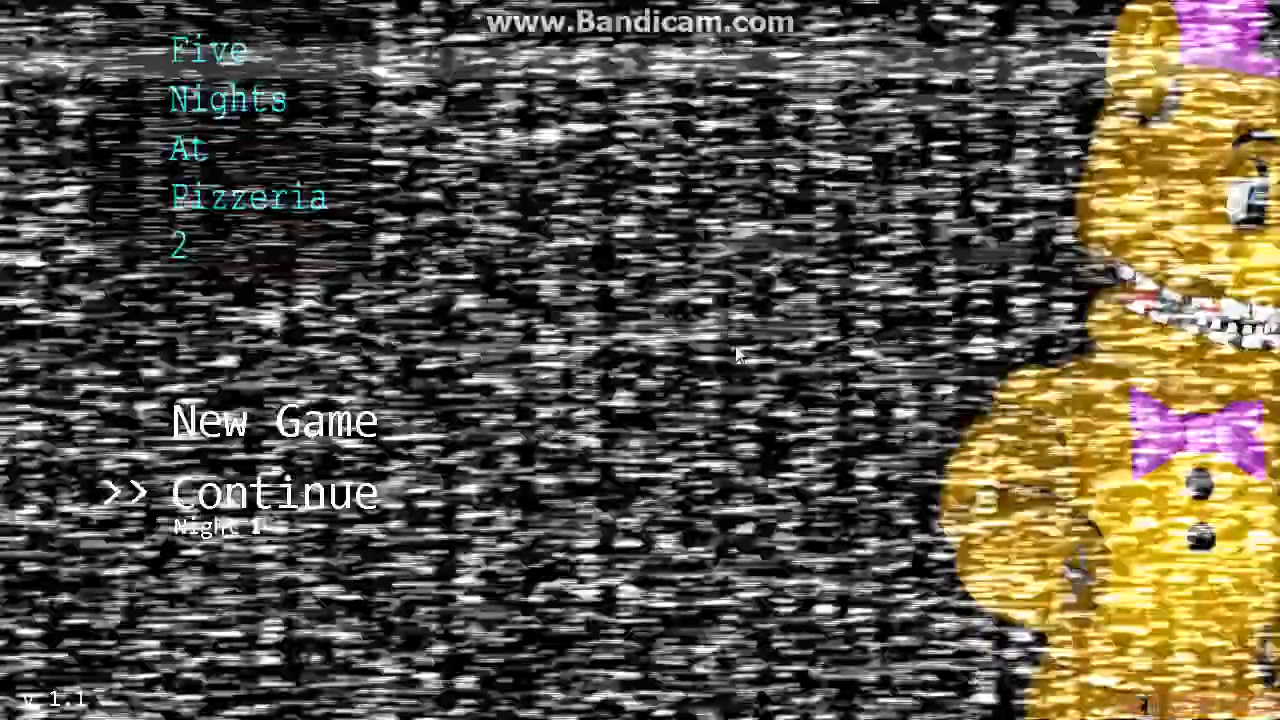 www.Bandicam.com
Five
Nights
At
Pizzeria
2
New Game
>> Continue
Night 1
v 1.1